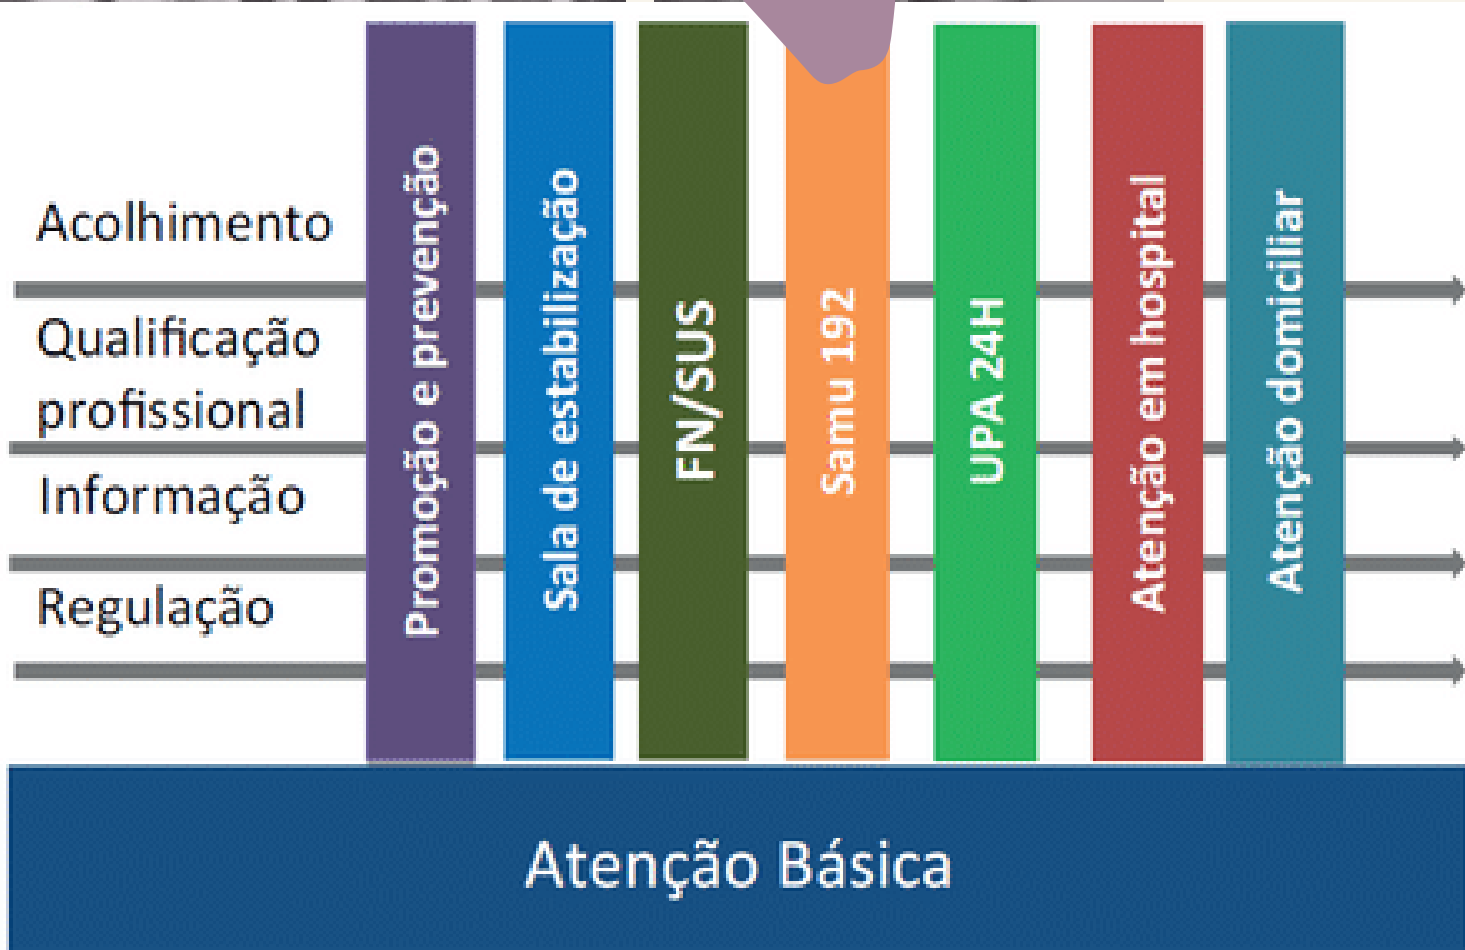 Acolhimento
Qualificação
profissional
Informação
Regulação
Promoção e prevenção
Sala de estabilização
FN/SUS
Samu 192
UPA 24H
Atenção em hospital
Atenção domiciliar
Atenção Básica